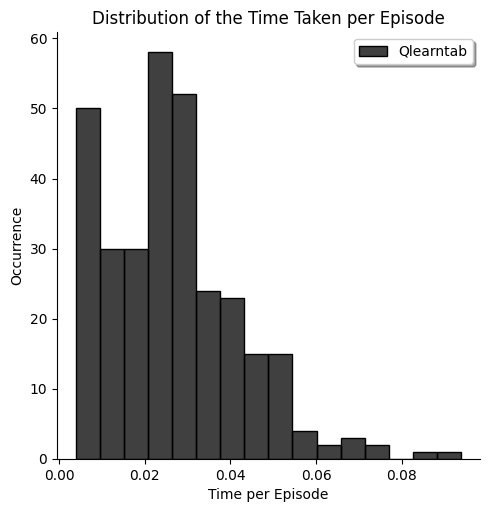 Distribution of the Time Taken per Episode
Qlearntab
Occurrence
60
50
40
30
20
10
0
0.00 0.02 0.04 0.06 0.08
Time per Episode